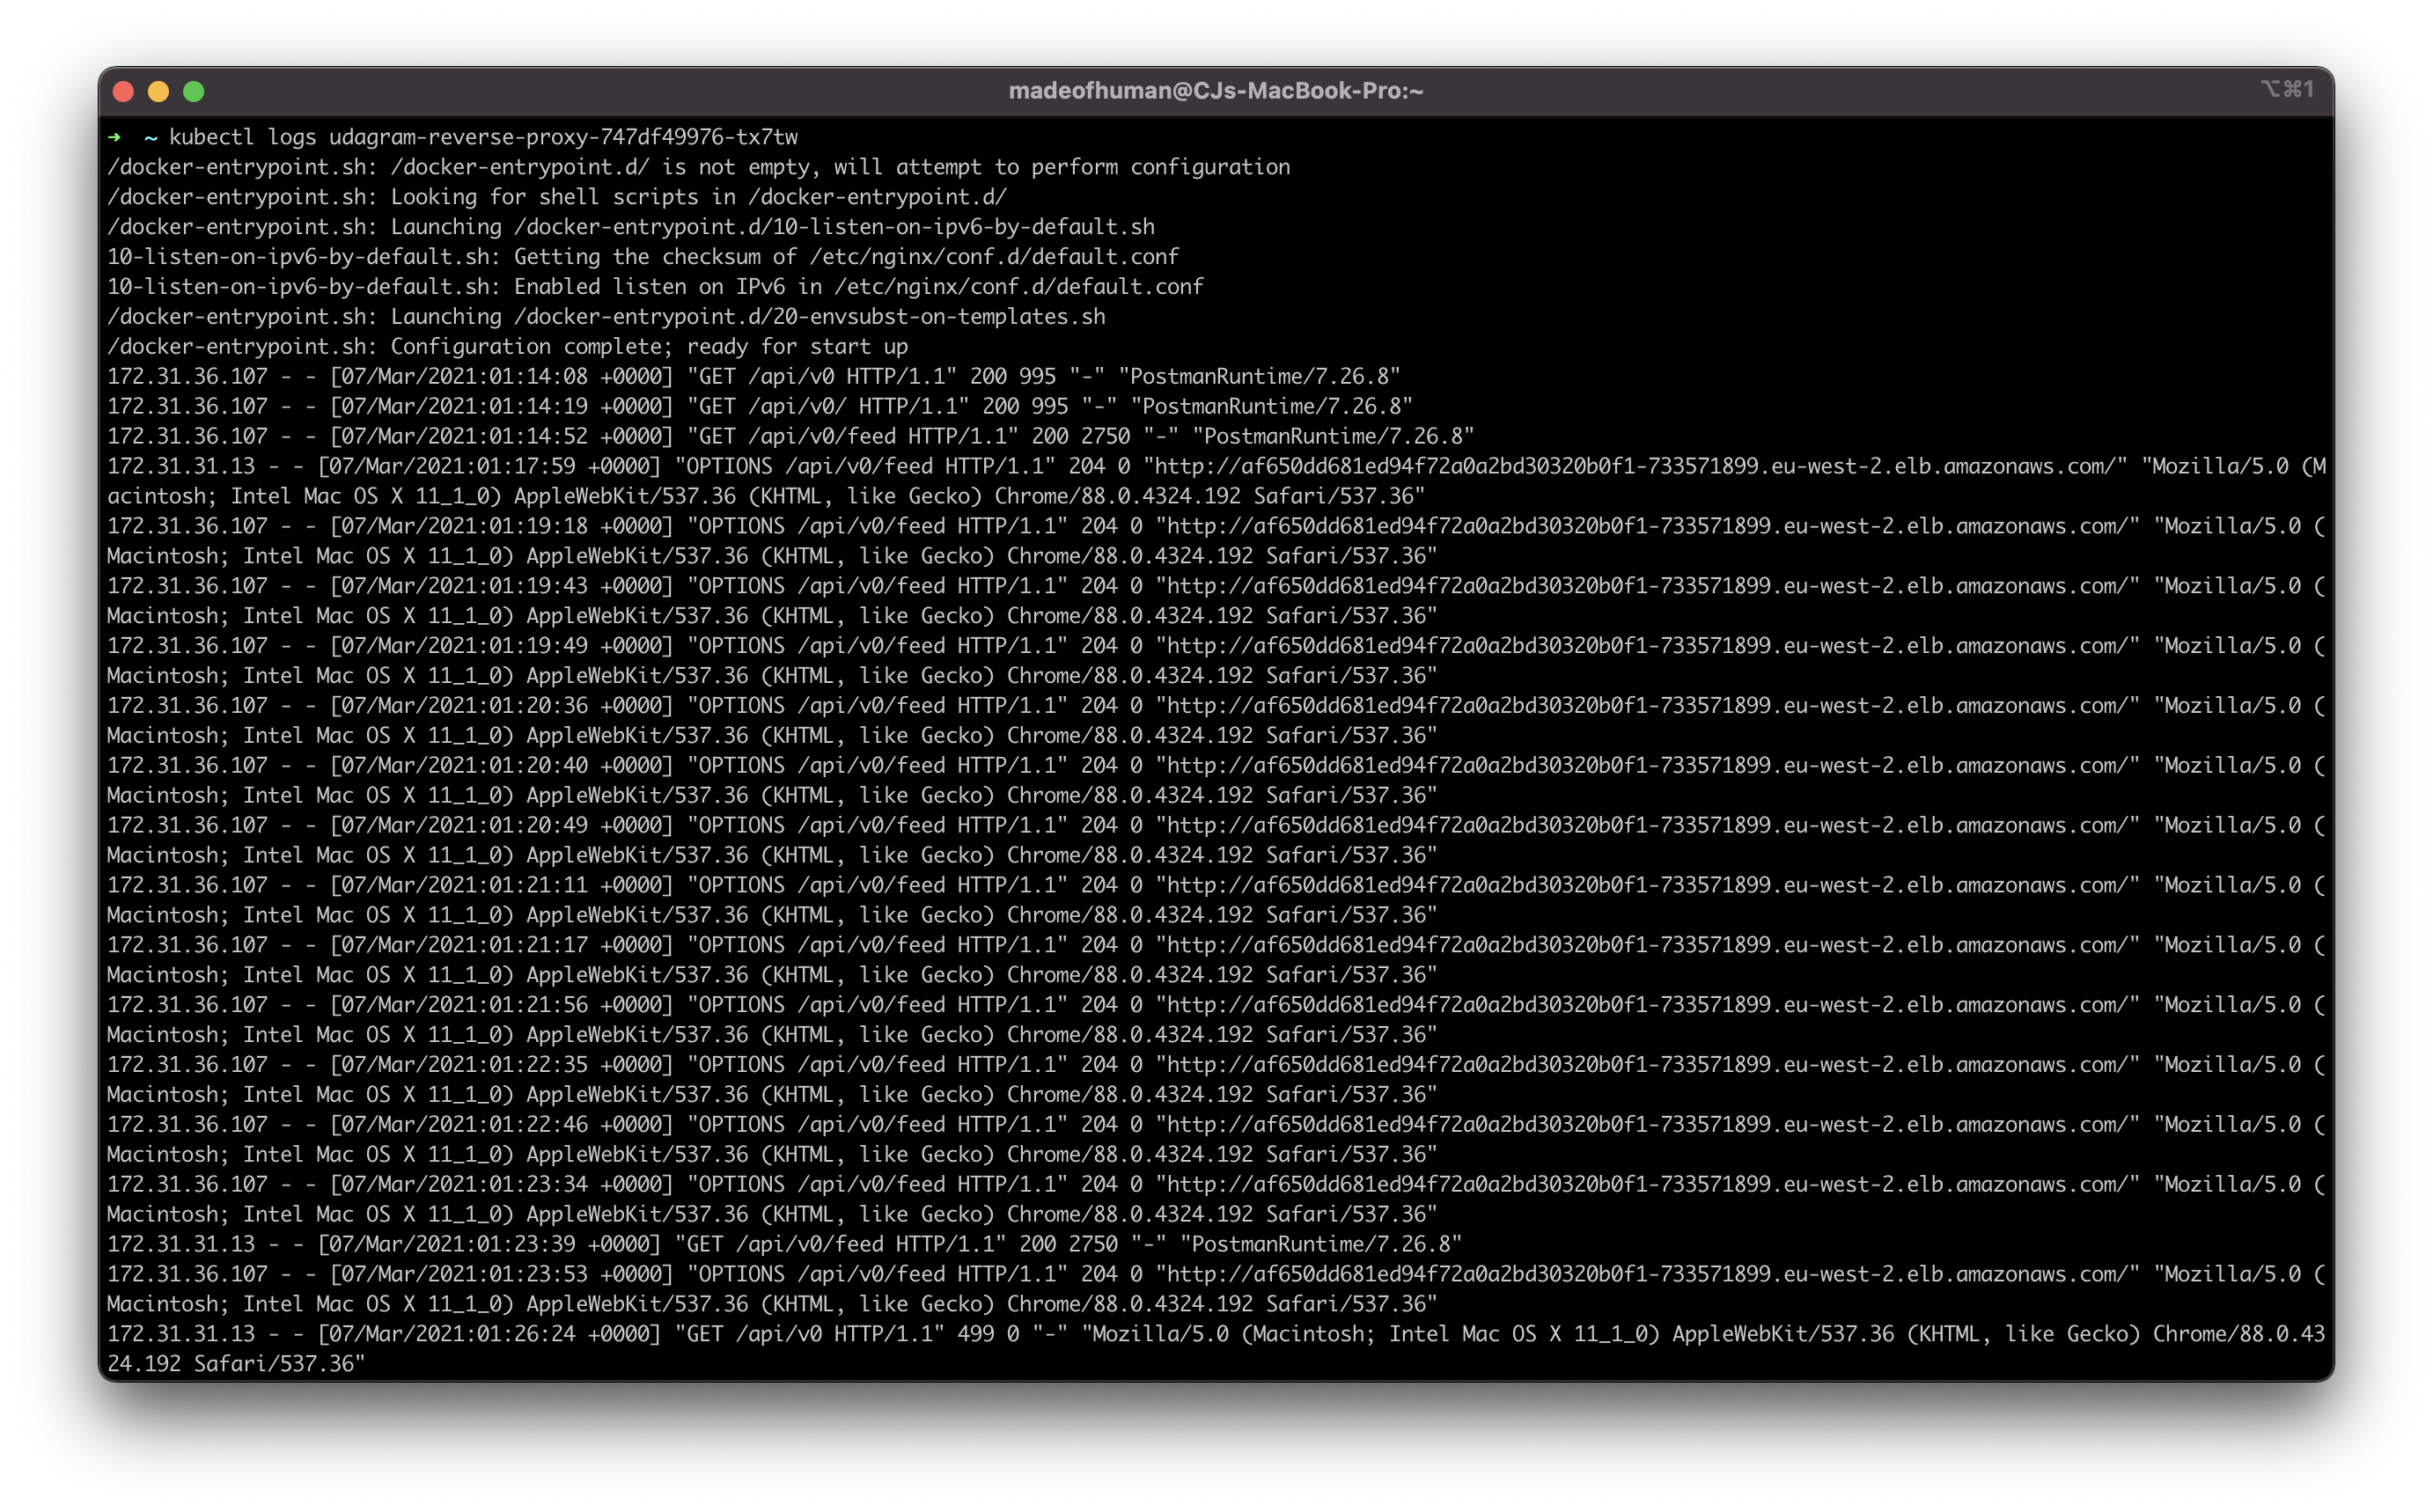 madeofhuman@CJs-MacBook-Pro:~
⌥⌘1
➜  ~ kubectl logs udagram-reverse-proxy-747df49976-tx7tw
/docker-entrypoint.sh: /docker-entrypoint.d/ is not empty, will attempt to perform configuration
/docker-entrypoint.sh: Looking for shell scripts in /docker-entrypoint.d/
/docker-entrypoint.sh: Launching /docker-entrypoint.d/10-listen-on-ipv6-by-default.sh
10-listen-on-ipv6-by-default.sh: Getting the checksum of /etc/nginx/conf.d/default.conf
10-listen-on-ipv6-by-default.sh: Enabled listen on IPv6 in /etc/nginx/conf.d/default.conf
/docker-entrypoint.sh: Launching /docker-entrypoint.d/20-envsubst-on-templates.sh
/docker-entrypoint.sh: Configuration complete; ready for start up
172.31.36.107 - - [07/Mar/2021:01:14:08 +0000] "GET /api/v0 HTTP/1.1" 200 995 "-" "PostmanRuntime/7.26.8"
172.31.36.107 - - [07/Mar/2021:01:14:19 +0000] "GET /api/v0/ HTTP/1.1" 200 995 "-" "PostmanRuntime/7.26.8"
172.31.36.107 - - [07/Mar/2021:01:14:52 +0000] "GET /api/v0/feed HTTP/1.1" 200 2750 "-" "PostmanRuntime/7.26.8"
172.31.31.13 - - [07/Mar/2021:01:17:59 +0000] "OPTIONS /api/v0/feed HTTP/1.1" 204 0 "http://af650dd681ed94f72a0a2bd30320b0f1-733571899.eu-west-2.elb.amazonaws.com/" "Mozilla/5.0 (M
acintosh; Intel Mac OS X 11_1_0) AppleWebKit/537.36 (KHTML, like Gecko) Chrome/88.0.4324.192 Safari/537.36"
172.31.36.107 - - [07/Mar/2021:01:19:18 +0000] "OPTIONS /api/v0/feed HTTP/1.1" 204 0 "http://af650dd681ed94f72a0a2bd30320b0f1-733571899.eu-west-2.elb.amazonaws.com/" "Mozilla/5.0 (
Macintosh; Intel Mac OS X 11_1_0) AppleWebKit/537.36 (KHTML, like Gecko) Chrome/88.0.4324.192 Safari/537.36"
172.31.36.107 - - [07/Mar/2021:01:19:43 +0000] "OPTIONS /api/v0/feed HTTP/1.1" 204 0 "http://af650dd681ed94f72a0a2bd30320b0f1-733571899.eu-west-2.elb.amazonaws.com/" "Mozilla/5.0 (
Macintosh; Intel Mac OS X 11_1_0) AppleWebKit/537.36 (KHTML, like Gecko) Chrome/88.0.4324.192 Safari/537.36"
172.31.36.107 - - [07/Mar/2021:01:19:49 +0000] "OPTIONS /api/v0/feed HTTP/1.1" 204 0 "http://af650dd681ed94f72a0a2bd30320b0f1-733571899.eu-west-2.elb.amazonaws.com/" "Mozilla/5.0 (
Macintosh; Intel Mac OS X 11_1_0) AppleWebKit/537.36 (KHTML, like Gecko) Chrome/88.0.4324.192 Safari/537.36"
172.31.36.107 - - [07/Mar/2021:01:20:36 +0000] "OPTIONS /api/v0/feed HTTP/1.1" 204 0 "http://af650dd681ed94f72a0a2bd30320b0f1-733571899.eu-west-2.elb.amazonaws.com/" "Mozilla/5.0 (
Macintosh; Intel Mac OS X 11_1_0) AppleWebKit/537.36 (KHTML, like Gecko) Chrome/88.0.4324.192 Safari/537.36"
172.31.36.107 - - [07/Mar/2021:01:20:40 +0000] "OPTIONS /api/v0/feed HTTP/1.1" 204 0 "http://af650dd681ed94f72a0a2bd30320b0f1-733571899.eu-west-2.elb.amazonaws.com/" "Mozilla/5.0 (
Macintosh; Intel Mac OS X 11_1_0) AppleWebKit/537.36 (KHTML, like Gecko) Chrome/88.0.4324.192 Safari/537.36"
172.31.36.107 - - [07/Mar/2021:01:20:49 +0000] "OPTIONS /api/v0/feed HTTP/1.1" 204 0 "http://af650dd681ed94f72a0a2bd30320b0f1-733571899.eu-west-2.elb.amazonaws.com/" "Mozilla/5.0 (
Macintosh; Intel Mac OS X 11_1_0) AppleWebKit/537.36 (KHTML, like Gecko) Chrome/88.0.4324.192 Safari/537.36"
172.31.36.107 - - [07/Mar/2021:01:21:11 +0000] "OPTIONS /api/v0/feed HTTP/1.1" 204 0 "http://af650dd681ed94f72a0a2bd30320b0f1-733571899.eu-west-2.elb.amazonaws.com/" "Mozilla/5.0 (
Macintosh; Intel Mac OS X 11_1_0) AppleWebKit/537.36 (KHTML, like Gecko) Chrome/88.0.4324.192 Safari/537.36"
172.31.36.107 - - [07/Mar/2021:01:21:17 +0000] "OPTIONS /api/v0/feed HTTP/1.1" 204 0 "http://af650dd681ed94f72a0a2bd30320b0f1-733571899.eu-west-2.elb.amazonaws.com/" "Mozilla/5.0 (
Macintosh; Intel Mac OS X 11_1_0) AppleWebKit/537.36 (KHTML, like Gecko) Chrome/88.0.4324.192 Safari/537.36"
172.31.36.107 - - [07/Mar/2021:01:21:56 +0000] "OPTIONS /api/v0/feed HTTP/1.1" 204 0 "http://af650dd681ed94f72a0a2bd30320b0f1-733571899.eu-west-2.elb.amazonaws.com/" "Mozilla/5.0 (
Macintosh; Intel Mac OS X 11_1_0) AppleWebKit/537.36 (KHTML, like Gecko) Chrome/88.0.4324.192 Safari/537.36"
172.31.36.107 - - [07/Mar/2021:01:22:35 +0000] "OPTIONS /api/v0/feed HTTP/1.1" 204 0 "http://af650dd681ed94f72a0a2bd30320b0f1-733571899.eu-west-2.elb.amazonaws.com/" "Mozilla/5.0 (
Macintosh; Intel Mac OS X 11_1_0) AppleWebKit/537.36 (KHTML, like Gecko) Chrome/88.0.4324.192 Safari/537.36"
172.31.36.107 - - [07/Mar/2021:01:22:46 +0000] "OPTIONS /api/v0/feed HTTP/1.1" 204 0 "http://af650dd681ed94f72a0a2bd30320b0f1-733571899.eu-west-2.elb.amazonaws.com/" "Mozilla/5.0 (
Macintosh; Intel Mac OS X 11_1_0) AppleWebKit/537.36 (KHTML, like Gecko) Chrome/88.0.4324.192 Safari/537.36"
172.31.36.107 - - [07/Mar/2021:01:23:34 +0000] "OPTIONS /api/v0/feed HTTP/1.1" 204 0 "http://af650dd681ed94f72a0a2bd30320b0f1-733571899.eu-west-2.elb.amazonaws.com/" "Mozilla/5.0 (
Macintosh; Intel Mac OS X 11_1_0) AppleWebKit/537.36 (KHTML, like Gecko) Chrome/88.0.4324.192 Safari/537.36"
172.31.31.13 - - [07/Mar/2021:01:23:39 +0000] "GET /api/v0/feed HTTP/1.1" 200 2750 "-" "PostmanRuntime/7.26.8"
172.31.36.107 - - [07/Mar/2021:01:23:53 +0000] "OPTIONS /api/v0/feed HTTP/1.1" 204 0 "http://af650dd681ed94f72a0a2bd30320b0f1-733571899.eu-west-2.elb.amazonaws.com/" "Mozilla/5.0 (
Macintosh; Intel Mac OS X 11_1_0) AppleWebKit/537.36 (KHTML, like Gecko) Chrome/88.0.4324.192 Safari/537.36"
172.31.31.13 - - [07/Mar/2021:01:26:24 +0000] "GET /api/v0 HTTP/1.1" 499 0 "-" "Mozilla/5.0 (Macintosh; Intel Mac OS X 11_1_0) AppleWebKit/537.36 (KHTML, like Gecko) Chrome/88.0.43
24.192 Safari/537.36"